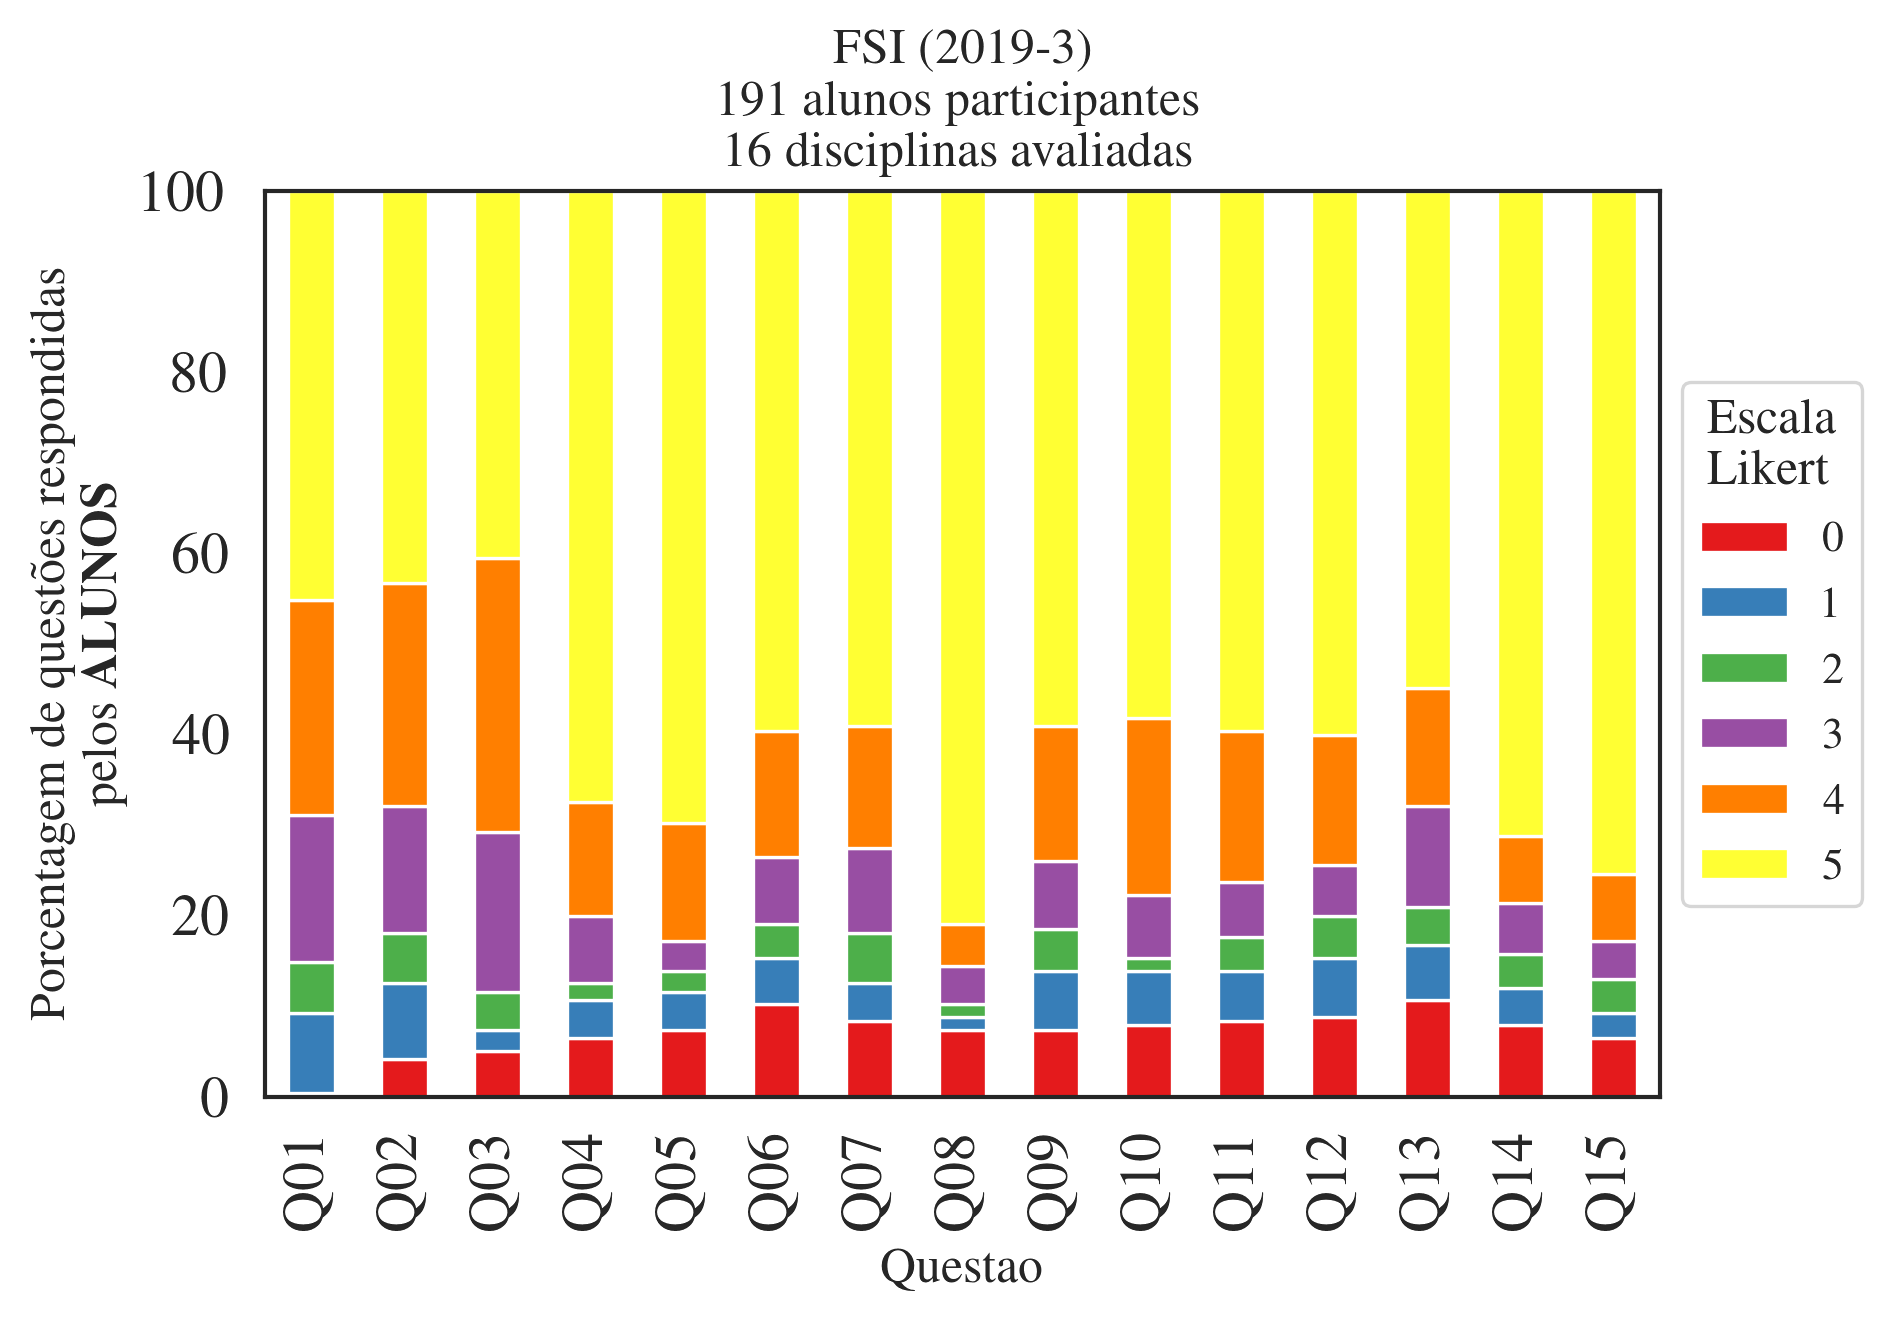 FSI (2019-3)
191 alunos participantes
16 disciplinas avaliadas
Porcentagem de questões respondidas
pelos ALUNOS
100
80
60
40
20
0
Q01
Q02
Q03
Q04
Q05
Q06
Q07
Q08
Q09
Q10
Q11
Q12
Q13
Q14
Q15
Questao
Escala
Likert
0
1
2
3
4
5